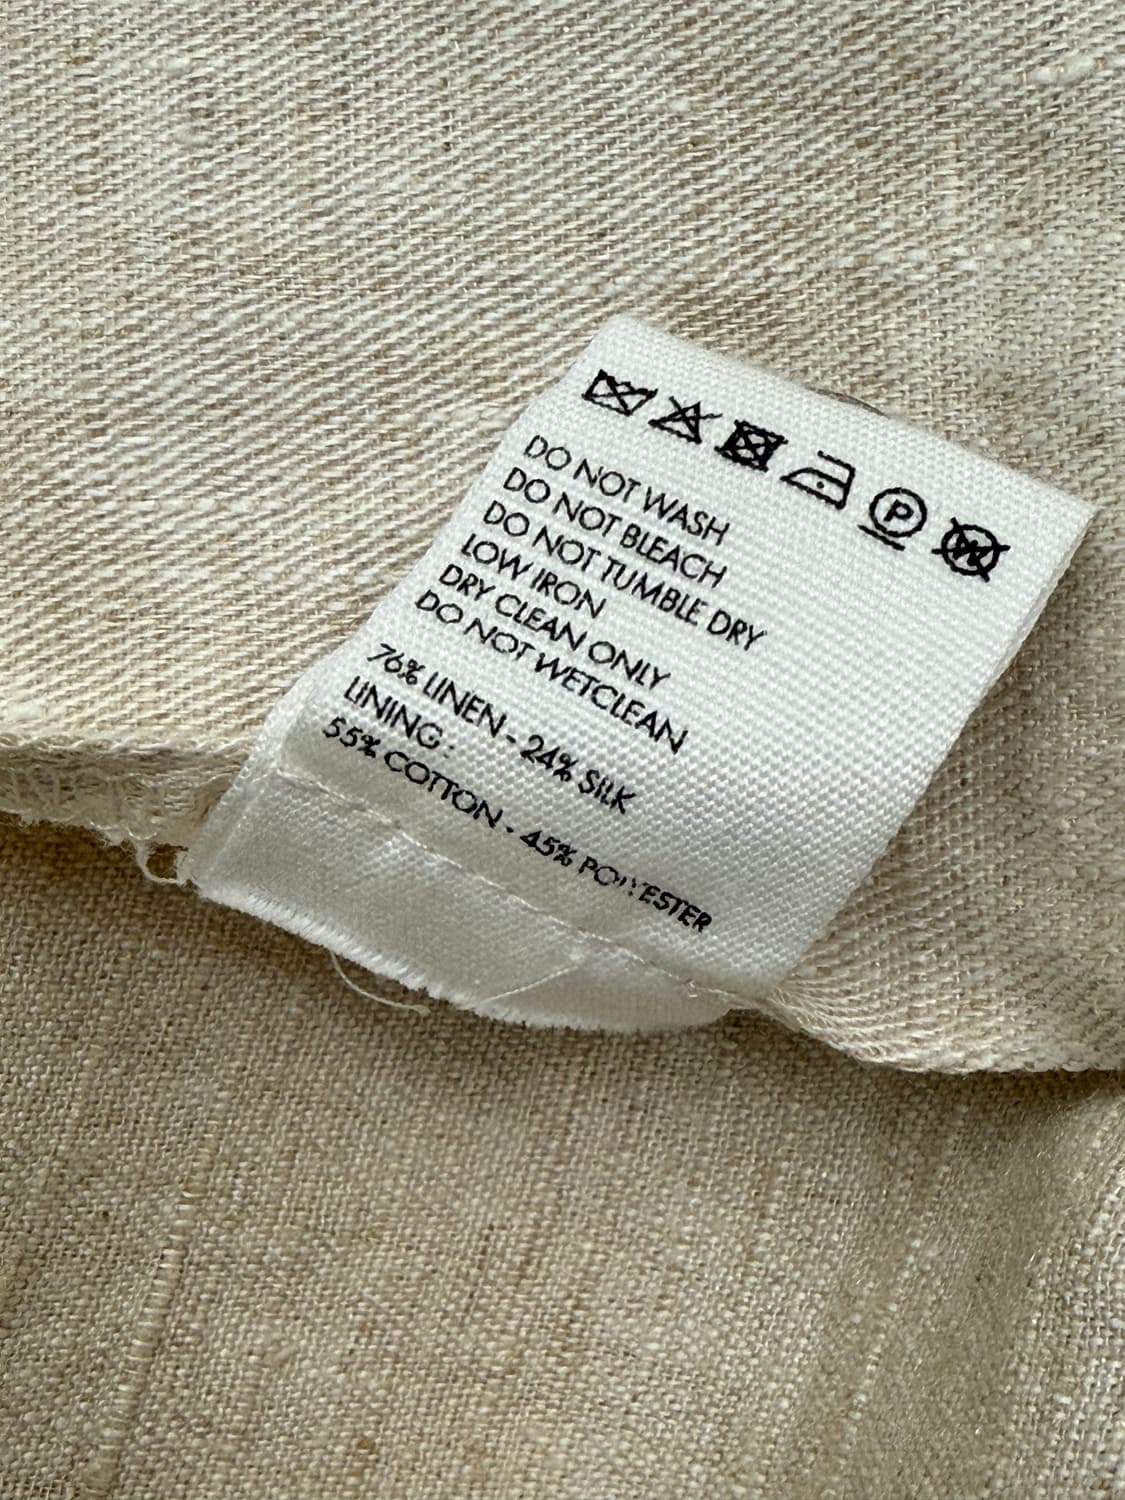 P
W
DO NOT WASH
DO NOT BLEACH
DO NOT TUMBLE DRY
LOW IRON
DRY CLEAN ONLY
DO NOT WETCLEAN
76% LINEN - 24% SILK
LINING :
55% COTTON - 45% POLYESTER